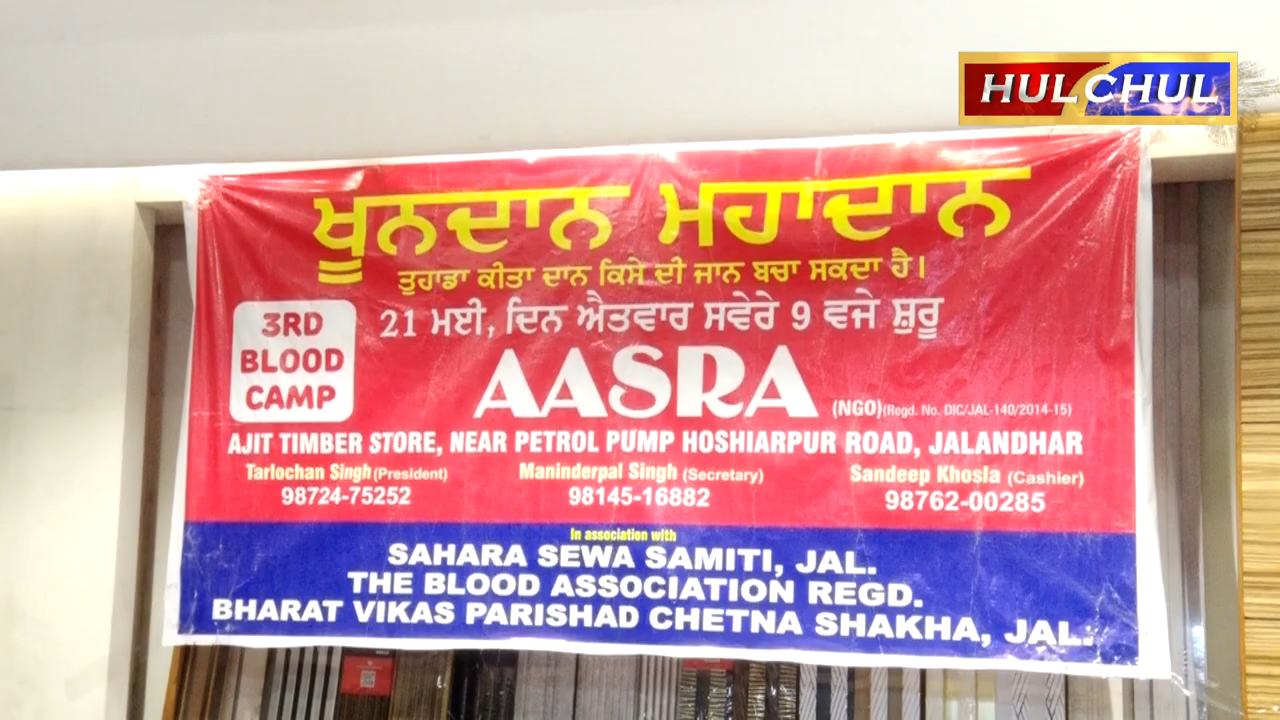 HULCHUL
ਖੂਨਦਾਨ ਮਹਾਂਦਾਨ
ਤੁਹਾਡਾ ਕੀਤਾ ਦਾਨ ਕਿਸੇ ਦੀ ਜਾਨ ਬਚਾ ਸਕਦਾ ਹੈ।
21 ਮਈ, ਦਿਨ ਐਤਵਾਰ ਸਵੇਰੇ 9 ਵਜੇ ਸ਼ੁਰੂ
3RD
BLOOD
CAMP
AASRA (NGO)(Regd. No. DIC/JAL-140/2014-15)
AJIT TIMBER STORE, NEAR PETROL PUMP HOSHIARPUR ROAD, JALANDHAR
Tarlochan Singh (President) Maninderpal Singh (Secretary) Sandeep Khosla (Cashier)
98724-75252 98145-16882 98762-00285
In association with
SAHARA SEWA SAMITI, JAL.
THE BLOOD ASSOCIATION REGD.
BHARAT VIKAS PARISHAD CHETNA SHAKHA, JAL.